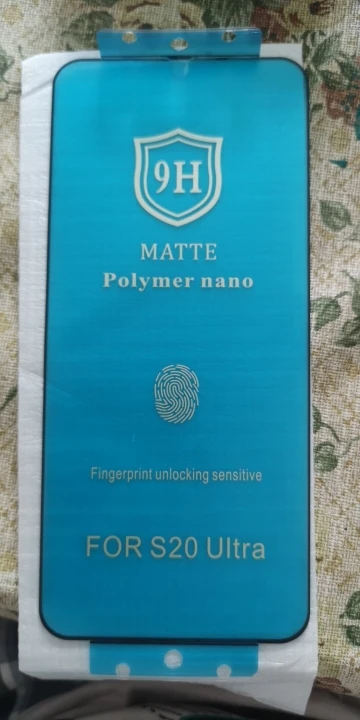 9H
MATTE
Polymer nano
Fingerprint unlocking sensitive
FOR S20 Ultra